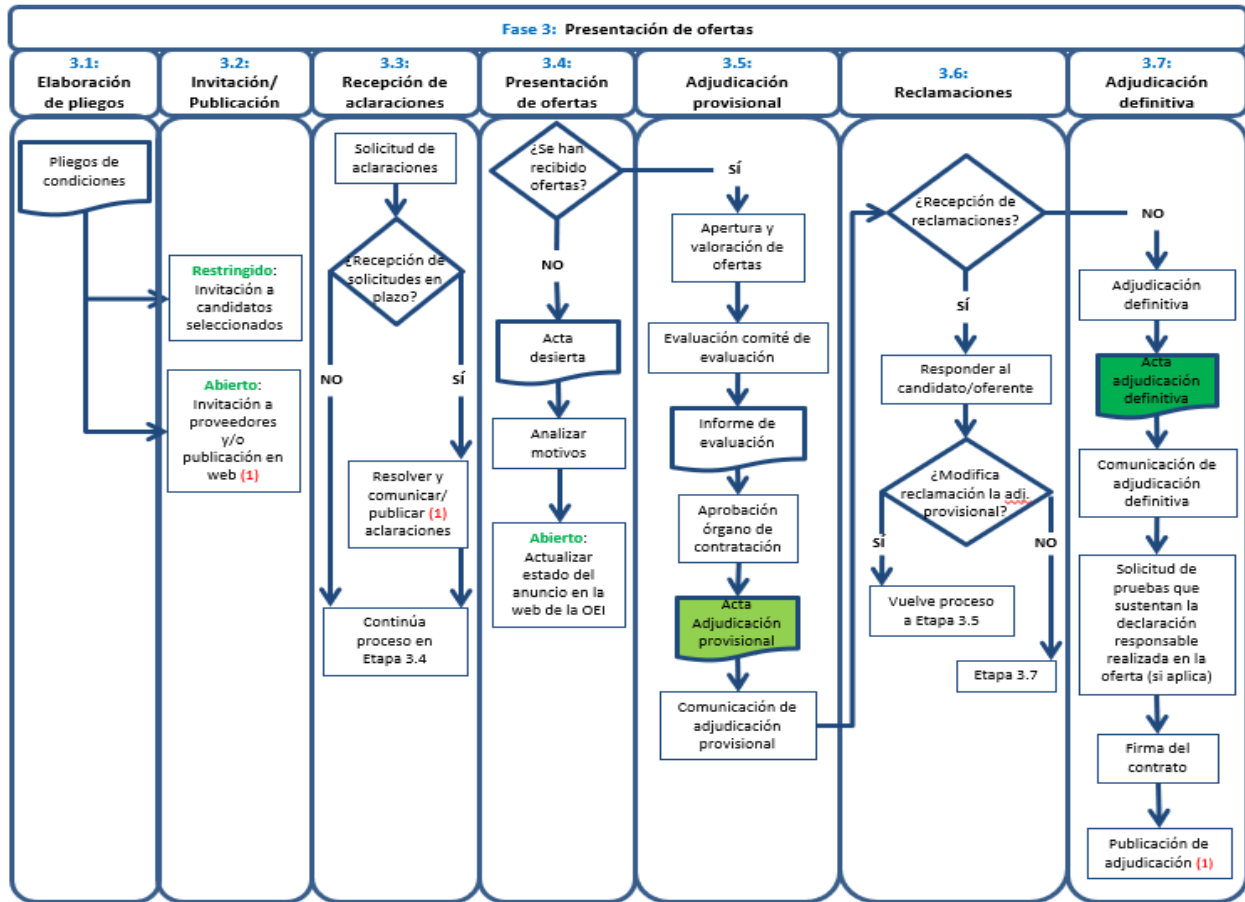 Fase 3: Presentación de ofertas
3.1:
Elaboración
de pliegos
3.2:
Invitación/
Publicación
3.3:
Recepción de
aclaraciones
3.4:
Presentación
de ofertas
3.5:
Adjudicación
provisional
3.6:
Reclamaciones
3.7:
Adjudicación
definitiva
Pliegos de
condiciones
Restringido:
Invitación a
candidatos
seleccionados
Abierto:
Invitación a
proveedores
y/o
publicación en
web (1)
Solicitud de
aclaraciones
¿Recepción de
solicitudes en
plazo?
NO
SÍ
Resolver y
comunicar/
publicar (1)
aclaraciones
Continúa
proceso en
Etapa 3.4
¿Se han
recibido
ofertas?
NO
Acta
desierta
Analizar
motivos
Abierto:
Actualizar
estado del
anuncio en la
web de la OEI
SÍ
Apertura y
valoración de
ofertas
Evaluación comité de
evaluación
Informe de
evaluación
Aprobación
órgano de
contratación
Acta
Adjudicación
provisional
Comunicación de
adjudicación
provisional
¿Recepción de
reclamaciones?
SÍ
Responder al
candidato/oferente
¿Modifica
reclamación la adj.
provisional?
SÍ
NO
Vuelve proceso
a Etapa 3.5
Etapa 3.7
NO
Adjudicación
definitiva
Acta
adjudicación
definitiva
Comunicación de
adjudicación
definitiva
Solicitud de
pruebas que
sustentan la
declaración
responsable
realizada en la
oferta (si aplica)
Firma del
contrato
Publicación de
adjudicación (1)